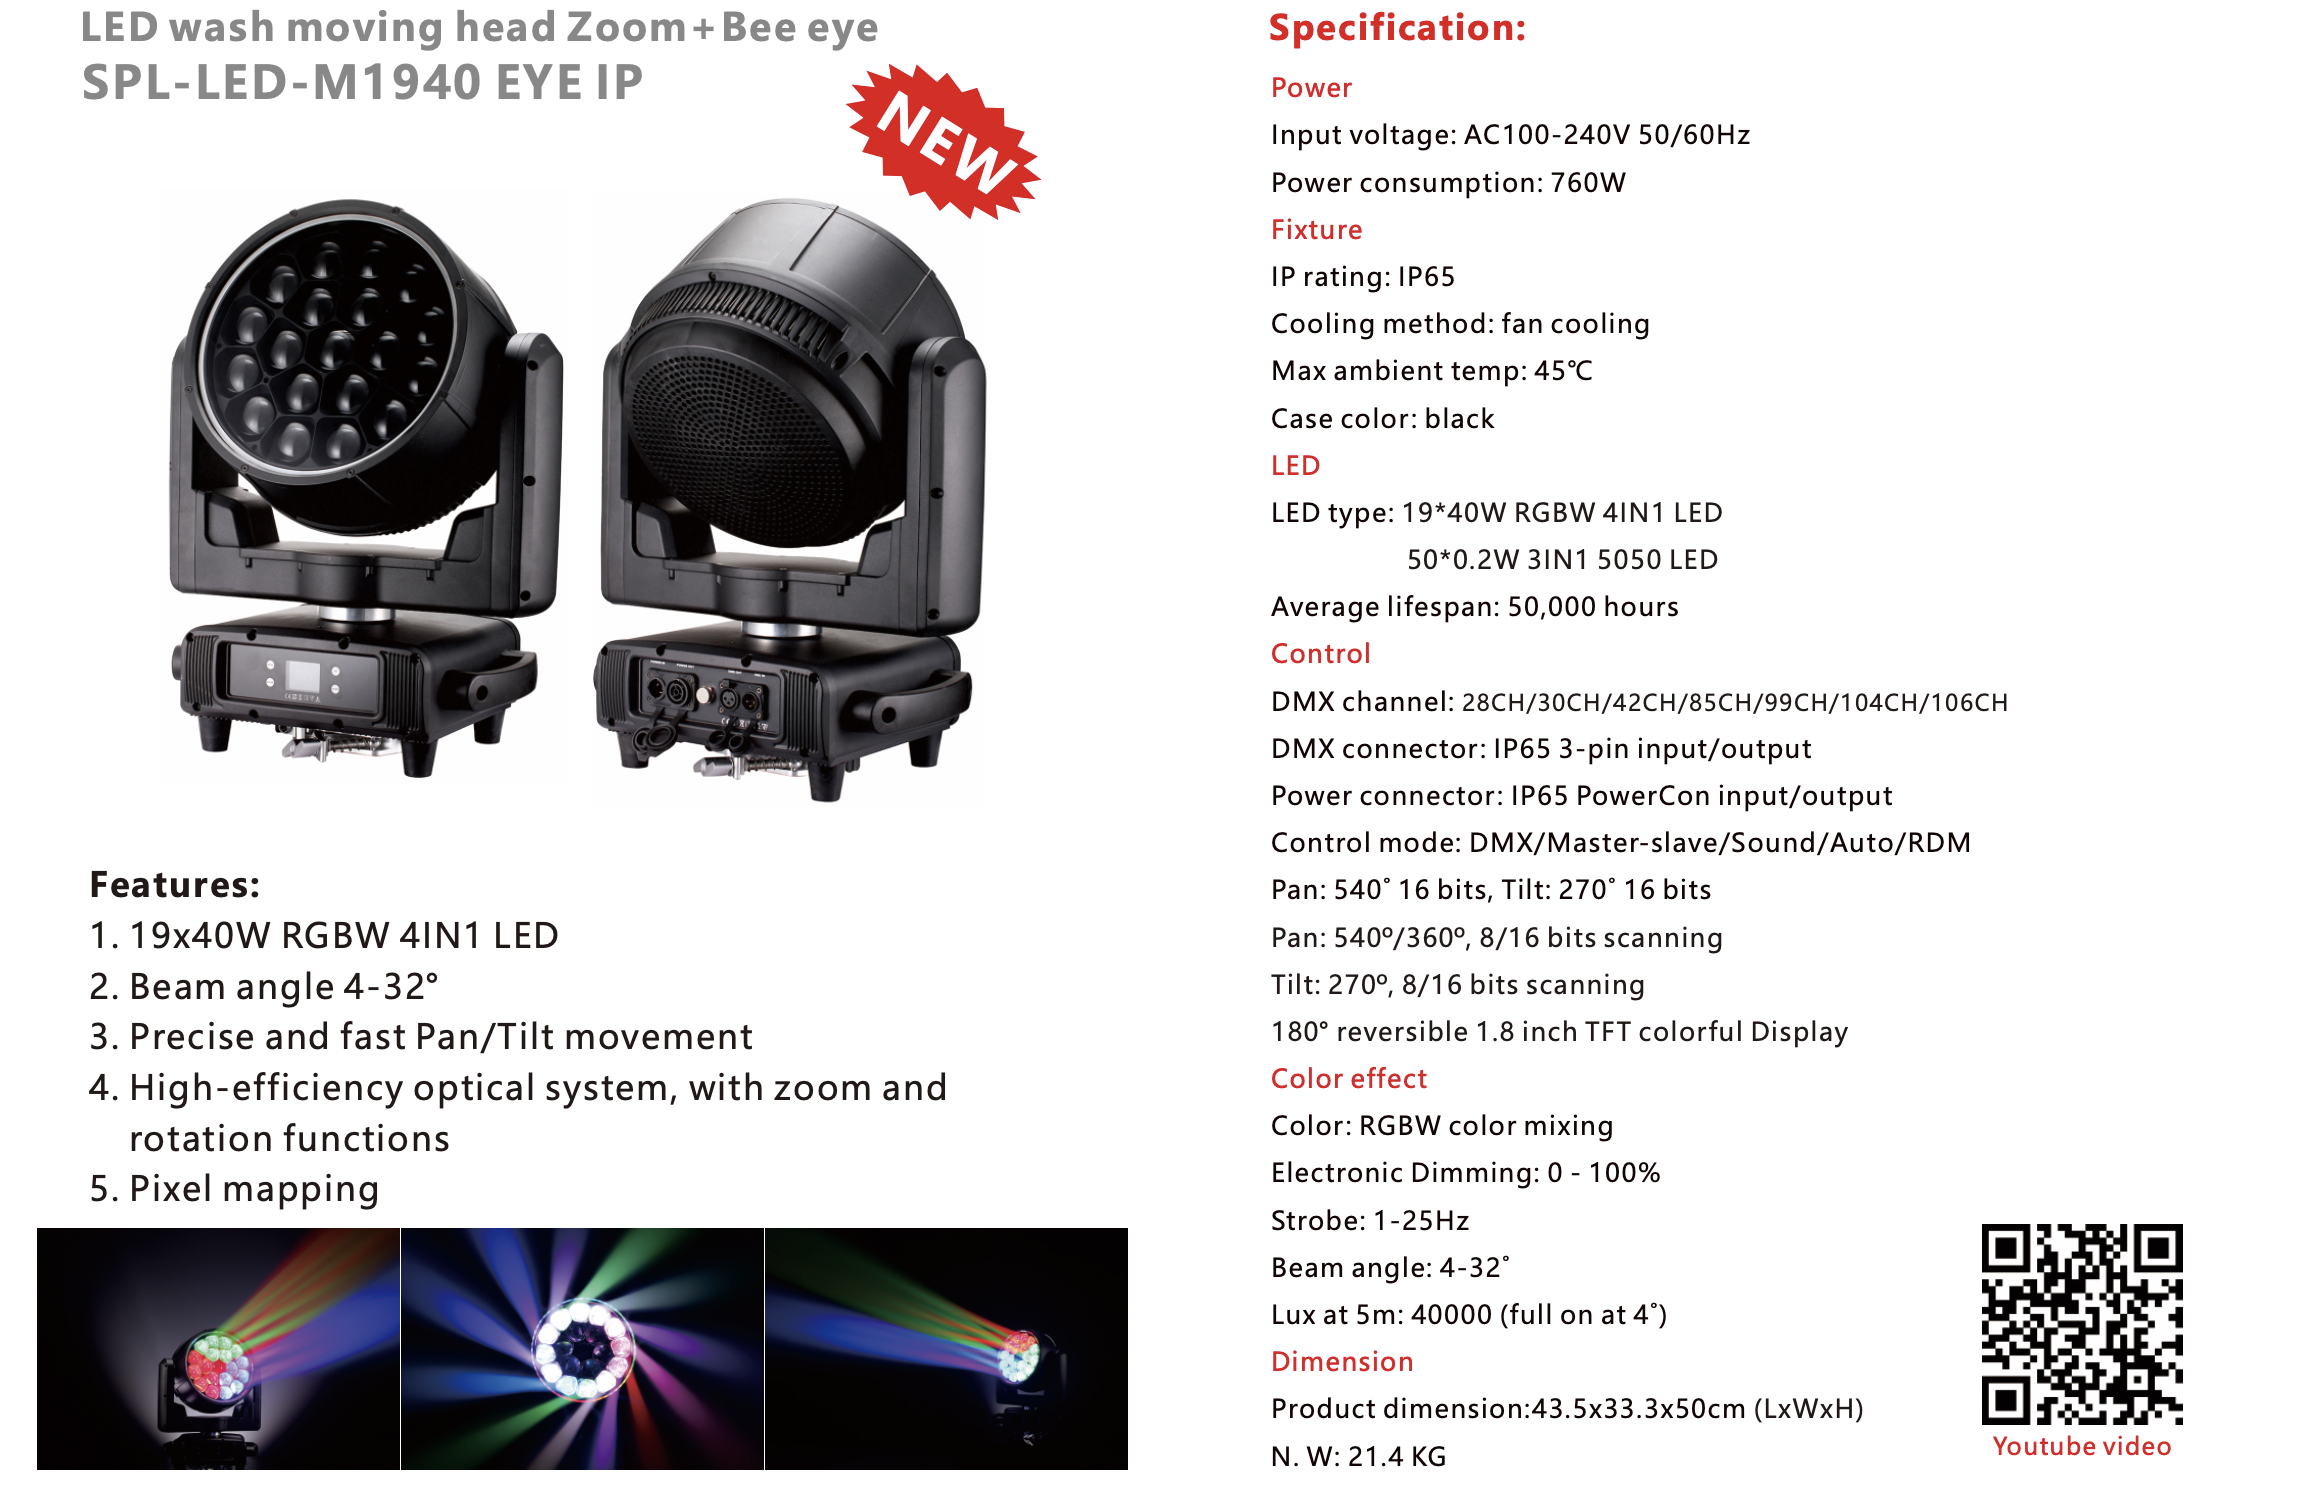 LED wash moving head Zoom+Bee eye
SPL-LED-M1940 EYE IP
NEW
Features:
1. 19x40W RGBW 4IN1 LED
2. Beam angle 4-32°
3. Precise and fast Pan/Tilt movement
4. High-efficiency optical system, with zoom and
rotation functions
5. Pixel mapping
Specification:
Power
Input voltage: AC100-240V 50/60Hz
Power consumption: 760W
Fixture
IP rating: IP65
Cooling method: fan cooling
Max ambient temp: 45℃
Case color: black
LED
LED type: 19*40W RGBW 4IN1 LED
50*0.2W 3IN1 5050 LED
Average lifespan: 50,000 hours
Control
DMX channel: 28CH/30CH/42CH/85CH/99CH/104CH/106CH
DMX connector: IP65 3-pin input/output
Power connector: IP65 PowerCon input/output
Control mode: DMX/Master-slave/Sound/Auto/RDM
Pan: 540˚ 16 bits, Tilt: 270˚ 16 bits
Pan: 540º/360º, 8/16 bits scanning
Tilt: 270º, 8/16 bits scanning
180° reversible 1.8 inch TFT colorful Display
Color effect
Color: RGBW color mixing
Electronic Dimming: 0 - 100%
Strobe: 1-25Hz
Beam angle: 4-32˚
Lux at 5m: 40000 (full on at 4˚)
Dimension
Product dimension:43.5x33.3x50cm (LxWxH)
N. W: 21.4 KG
Youtube video